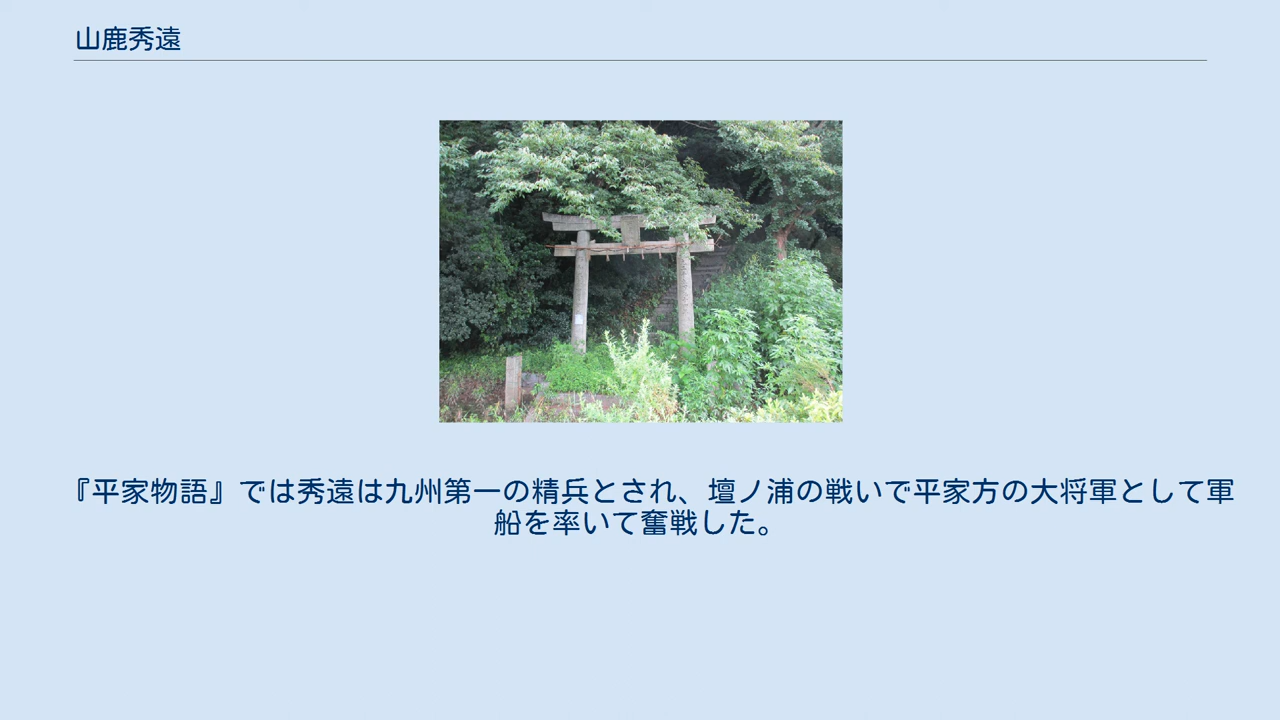 山鹿秀遠
『平家物語』では秀遠は九州第一の精兵とされ、壇ノ浦の戦いで平家方の大将軍として軍
船を率いて奮戦した。